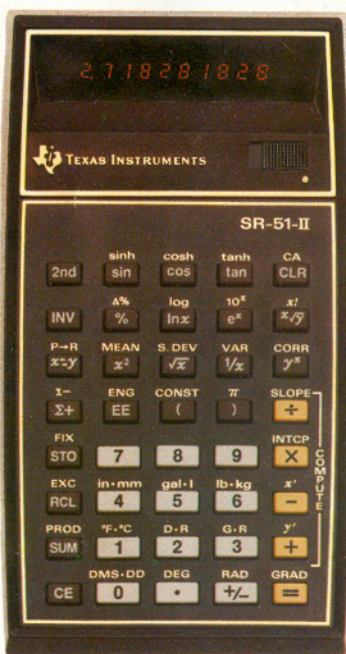 2.718281828
TEXAS INSTRUMENTS
SR-51-II
sinh cosh tanh CA
2nd sin cos tan CLR
Δ% log 10ˣ x!
INV % lnx eˣ ˣ√y
P→R MEAN S. DEV VAR CORR
x⇄y x² √x 1/x yˣ
Σ− ENG CONST π SLOPE
Σ+ EE ( ) ÷
FIX INTCP
STO 7 8 9 ×
EXC in·mm gal·l lb·kg x'
RCL 4 5 6 −
PROD °F·°C D·R G·R y'
SUM 1 2 3 +
DMS·DD DEG RAD GRAD
CE 0 · +/− =
COMPUTE